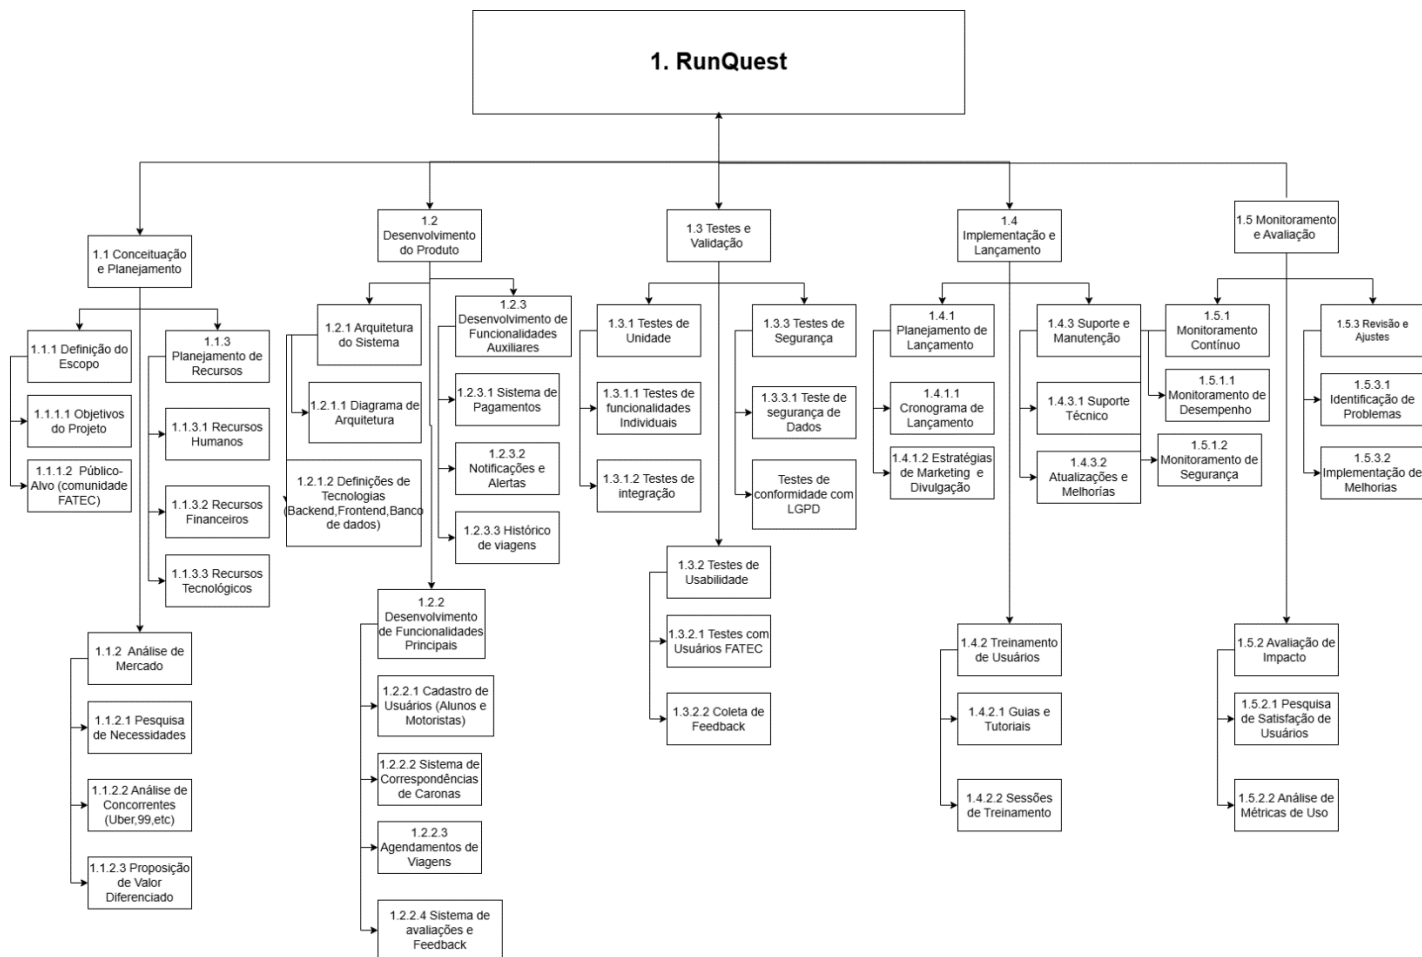 1. RunQuest
1.1 Conceituação
e Planejamento
1.1.1 Definição do
Escopo
1.1.1.1 Objetivos
do Projeto
1.1.1.2 Público-
Alvo (comunidade
FATEC)
1.1.3
Planejamento de
Recursos
1.1.3.1 Recursos
Humanos
1.1.3.2 Recursos
Financeiros
1.1.3.3 Recursos
Tecnológicos
1.1.2 Análise de
Mercado
1.1.2.1 Pesquisa
de Necessidades
1.1.2.2 Análise de
Concorrentes
(Uber,99,etc)
1.1.2.3 Proposição
de Valor
Diferenciado
1.2
Desenvolvimento
do Produto
1.2.1 Arquitetura
do Sistema
1.2.1.1 Diagrama de
Arquitetura
1.2.1.2 Definições de
Tecnologias
(Backend,Frontend,Banco
de dados)
1.2.3
Desenvolvimento de
Funcionalidades
Auxiliares
1.2.3.1 Sistema de
Pagamentos
1.2.3.2
Notificações e
Alertas
1.2.3.3 Histórico
de viagens
1.2.2
Desenvolvimento
de Funcionalidades
Principais
1.2.2.1 Cadastro de
Usuários (Alunos e
Motoristas)
1.2.2.2 Sistema de
Correspondências
de Caronas
1.2.2.3
Agendamentos de
Viagens
1.2.2.4 Sistema de
avaliações e
Feedback
1.3 Testes e
Validação
1.3.1 Testes de
Unidade
1.3.1.1 Testes de
funcionalidades
Individuais
1.3.1.2 Testes de
integração
1.3.3 Testes de
Segurança
1.3.3.1 Teste de
segurança de
Dados
Testes de
conformidade com
LGPD
1.3.2 Testes de
Usabilidade
1.3.2.1 Testes com
Usuários FATEC
1.3.2.2 Coleta de
Feedback
1.4
Implementação e
Lançamento
1.4.1
Planejamento de
Lançamento
1.4.1.1
Cronograma de
Lançamento
1.4.1.2 Estratégias
de Marketing e
Divulgação
1.4.3 Suporte e
Manutenção
1.4.3.1 Suporte
Técnico
1.4.3.2
Atualizações e
Melhorías
1.4.2 Treinamento
de Usuários
1.4.2.1 Guias e
Tutoriais
1.4.2.2 Sessões
de Treinamento
1.5 Monitoramento
e Avaliação
1.5.1
Monitoramento
Contínuo
1.5.1.1
Monitoramento de
Desempenho
1.5.1.2
Monitoramento de
Segurança
1.5.3 Revisão e
Ajustes
1.5.3.1
Identificação de
Problemas
1.5.3.2
Implementação de
Melhorias
1.5.2 Avaliação de
Impacto
1.5.2.1 Pesquisa
de Satisfação de
Usuários
1.5.2.2 Análise de
Métricas de Uso